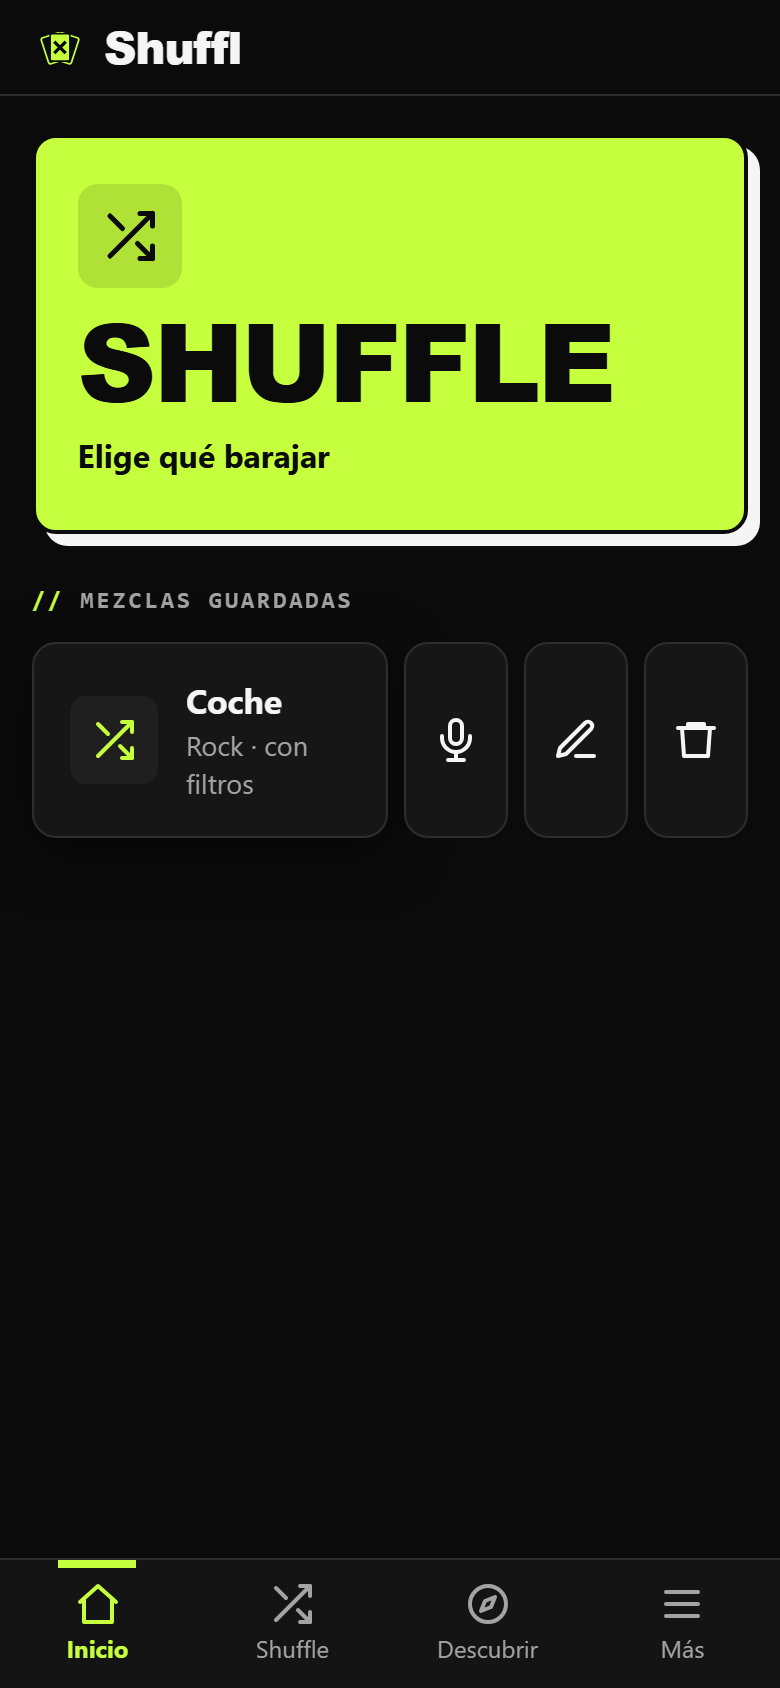 Shuffl
SHUFFLE
Elige qué barajar
// MEZCLAS GUARDADAS
Coche
Rock · con
filtros
Inicio
Shuffle
Descubrir
Más